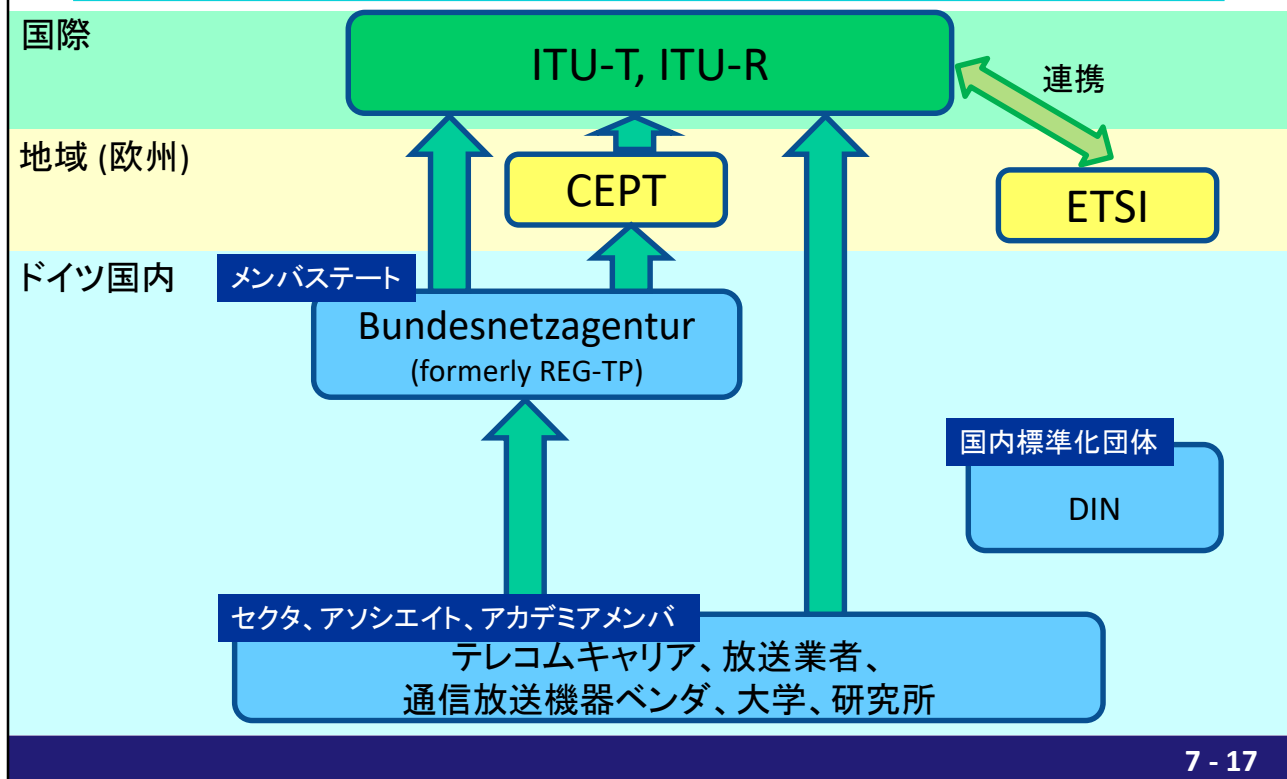 国際
ITU-T, ITU-R
連携
地域 (欧州)
CEPT
ETSI
ドイツ国内
メンバステート
Bundesnetzagentur
(formerly REG-TP)
国内標準化団体
DIN
セクタ、アソシエイト、アカデミアメンバ
テレコムキャリア、放送業者、
通信放送機器ベンダ、大学、研究所
7 - 17